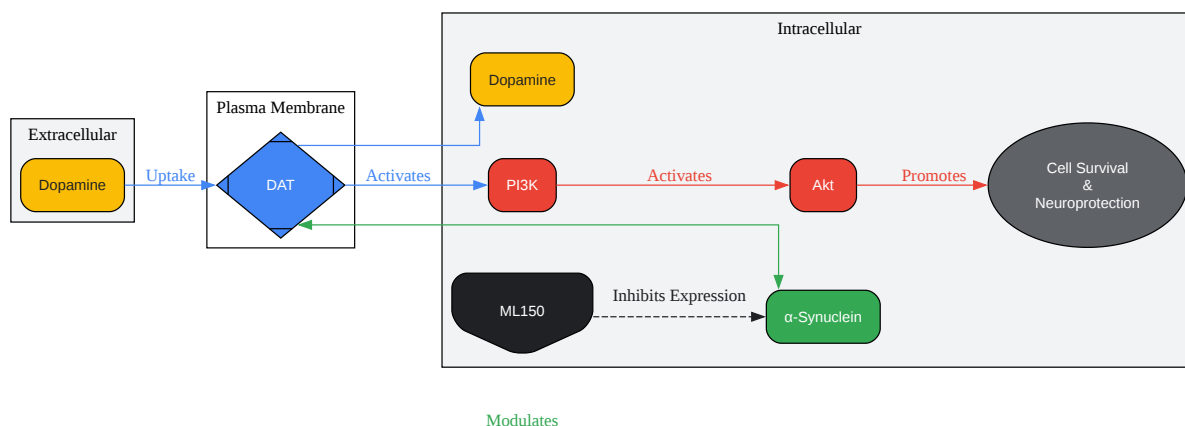 Intracellular
Dopamine
Plasma Membrane
Extracellular
Dopamine
Uptake
DAT
Activates
PI3K
Activates
Akt
Promotes
Cell Survival
&
Neuroprotection
ML150
Inhibits Expression
α-Synuclein
Modulates